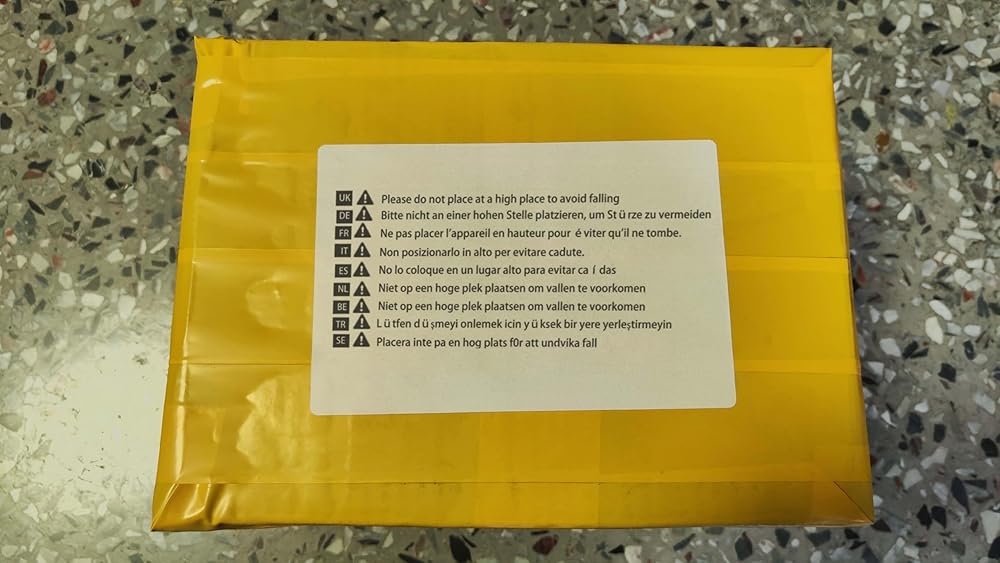 UK Please do not place at a high place to avoid falling
DE Bitte nicht an einer hohen Stelle platzieren, um St ü rze zu vermeiden
FR Ne pas placer l'appareil en hauteur pour é viter qu'il ne tombe.
IT Non posizionarlo in alto per evitare cadute.
ES No lo coloque en un lugar alto para evitar ca í das
NL Niet op een hoge plek plaatsen om vallen te voorkomen
BE Niet op een hoge plek plaatsen om vallen te voorkomen
TR L ü tfen d ü şmeyi onlemek icin y ü ksek bir yere yerleştirmeyin
SE Placera inte pa en hog plats f0r att undvika fall